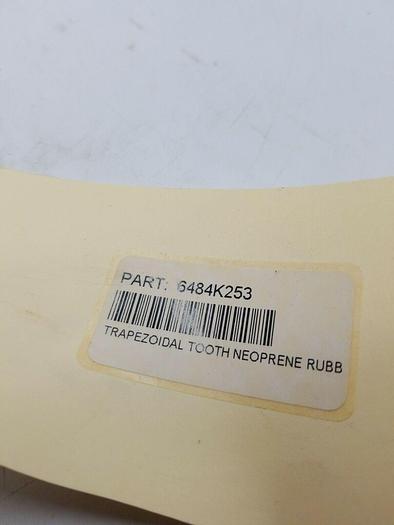 PART: 6484K253
TRAPEZOIDAL TOOTH NEOPRENE RUBB